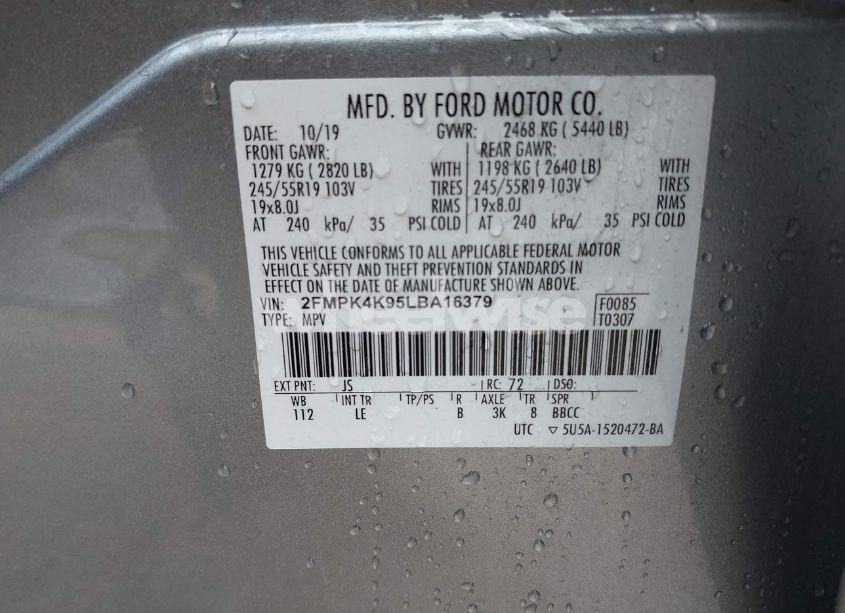 MFD. BY FORD MOTOR CO.
DATE: 10/19 GVWR: 2468 KG ( 5440 LB)
FRONT GAWR: REAR GAWR:
1279 KG ( 2820 LB) WITH 1198 KG ( 2640 LB) WITH
245/55R19 103V TIRES 245/55R19 103V TIRES
19x8.0J RIMS 19x8.0J RIMS
AT 240 kPa/ 35 PSI COLD AT 240 kPa/ 35 PSI COLD
THIS VEHICLE CONFORMS TO ALL APPLICABLE FEDERAL MOTOR
VEHICLE SAFETY AND THEFT PREVENTION STANDARDS IN
EFFECT ON THE DATE OF MANUFACTURE SHOWN ABOVE.
VIN: 2FMPK4K95LBA16379 F0085
TYPE: MPV T0307
wheelwise
EXT PNT: JS RC: 72 DSO:
WB INT TR TP/PS R AXLE TR SPR
112 LE B 3K 8 BBCC
UTC ▽ 5U5A-1520472-BA